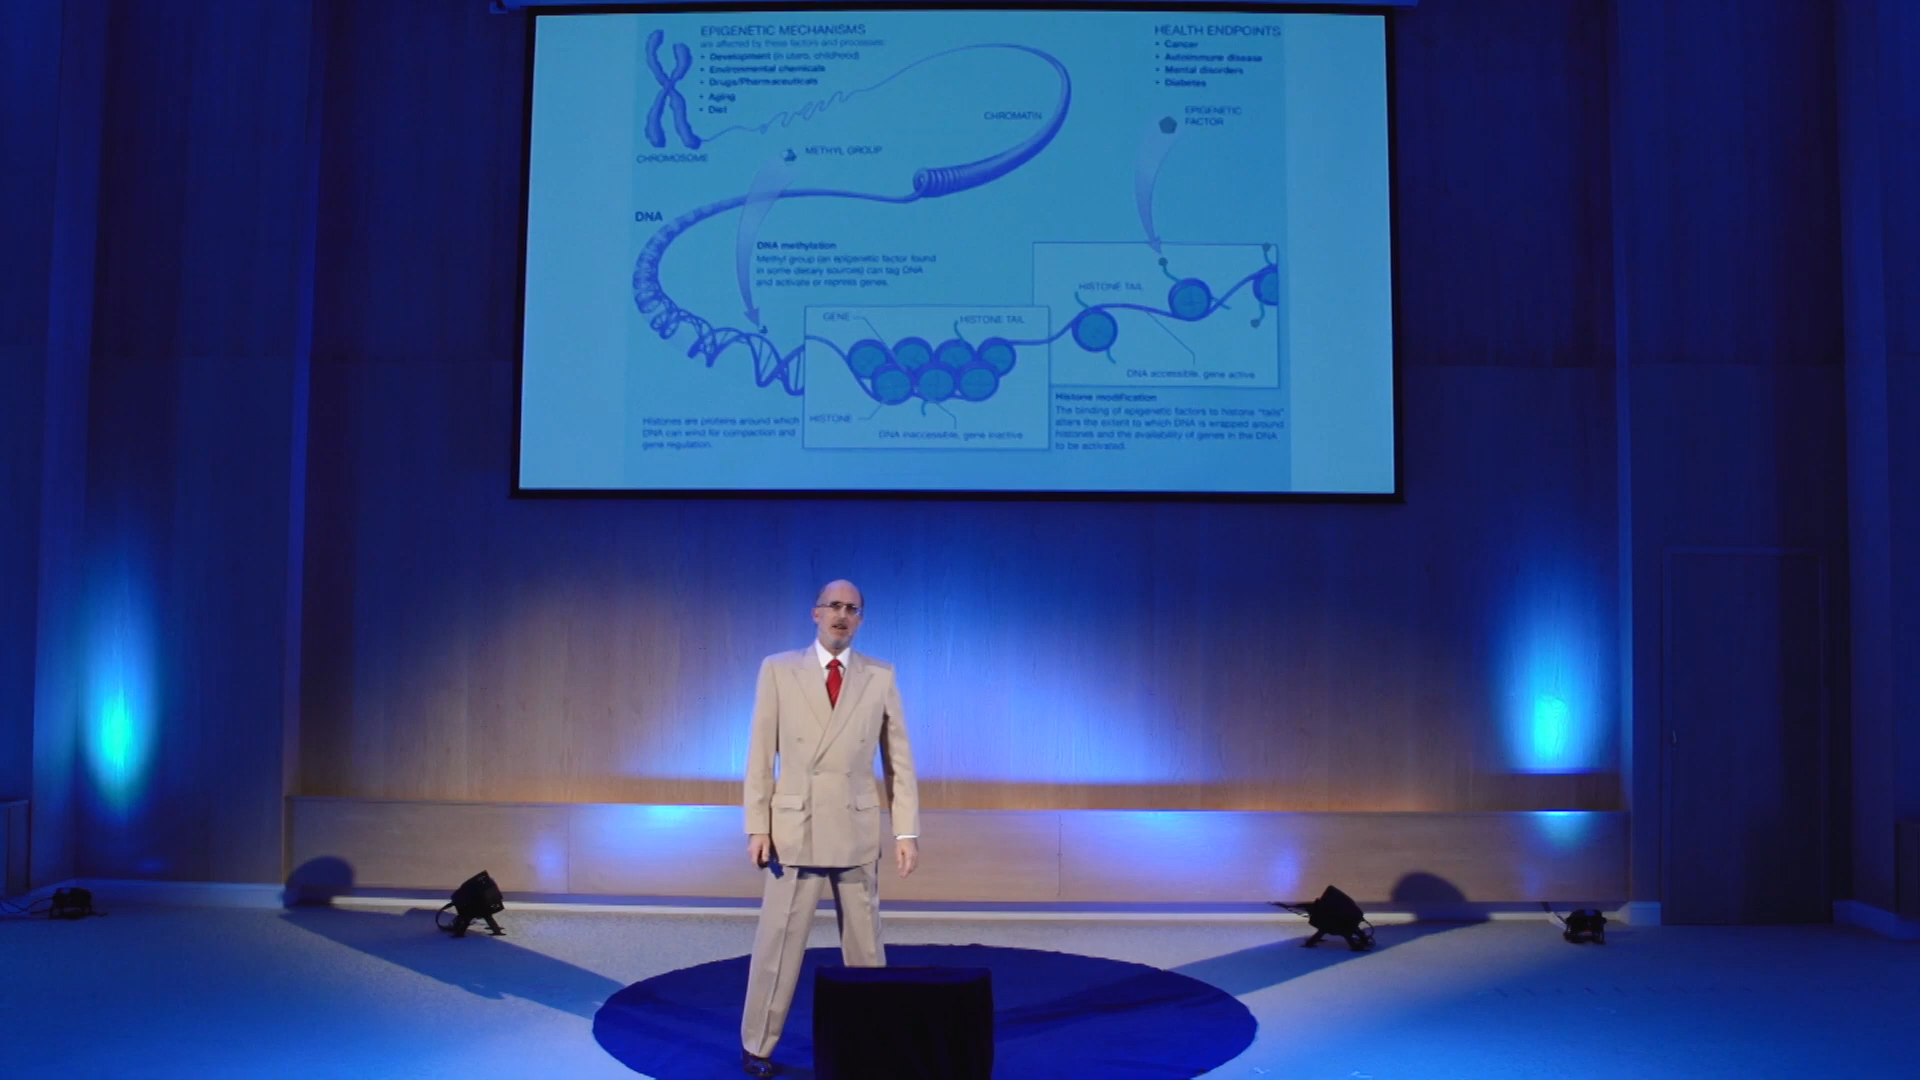 EPIGENETIC MECHANISMS
are affected by these factors and processes:
• Development (in utero, childhood)
• Environmental chemicals
• Drugs/Pharmaceuticals
• Aging
• Diet
HEALTH ENDPOINTS
• Cancer
• Autoimmune disease
• Mental disorders
• Diabetes
EPIGENETIC
FACTOR
CHROMATIN
CHROMOSOME
METHYL GROUP
DNA
DNA methylation
Methyl group (an epigenetic factor found
in some dietary sources) can tag DNA
and activate or repress genes.
GENE
HISTONE TAIL
HISTONE TAIL
DNA accessible, gene active
HISTONE
DNA inaccessible, gene inactive
Histones are proteins around which
DNA can wind for compaction and
gene regulation.
Histone modification
The binding of epigenetic factors to histone "tails"
alters the extent to which DNA is wrapped around
histones and the availability of genes in the DNA
to be activated.